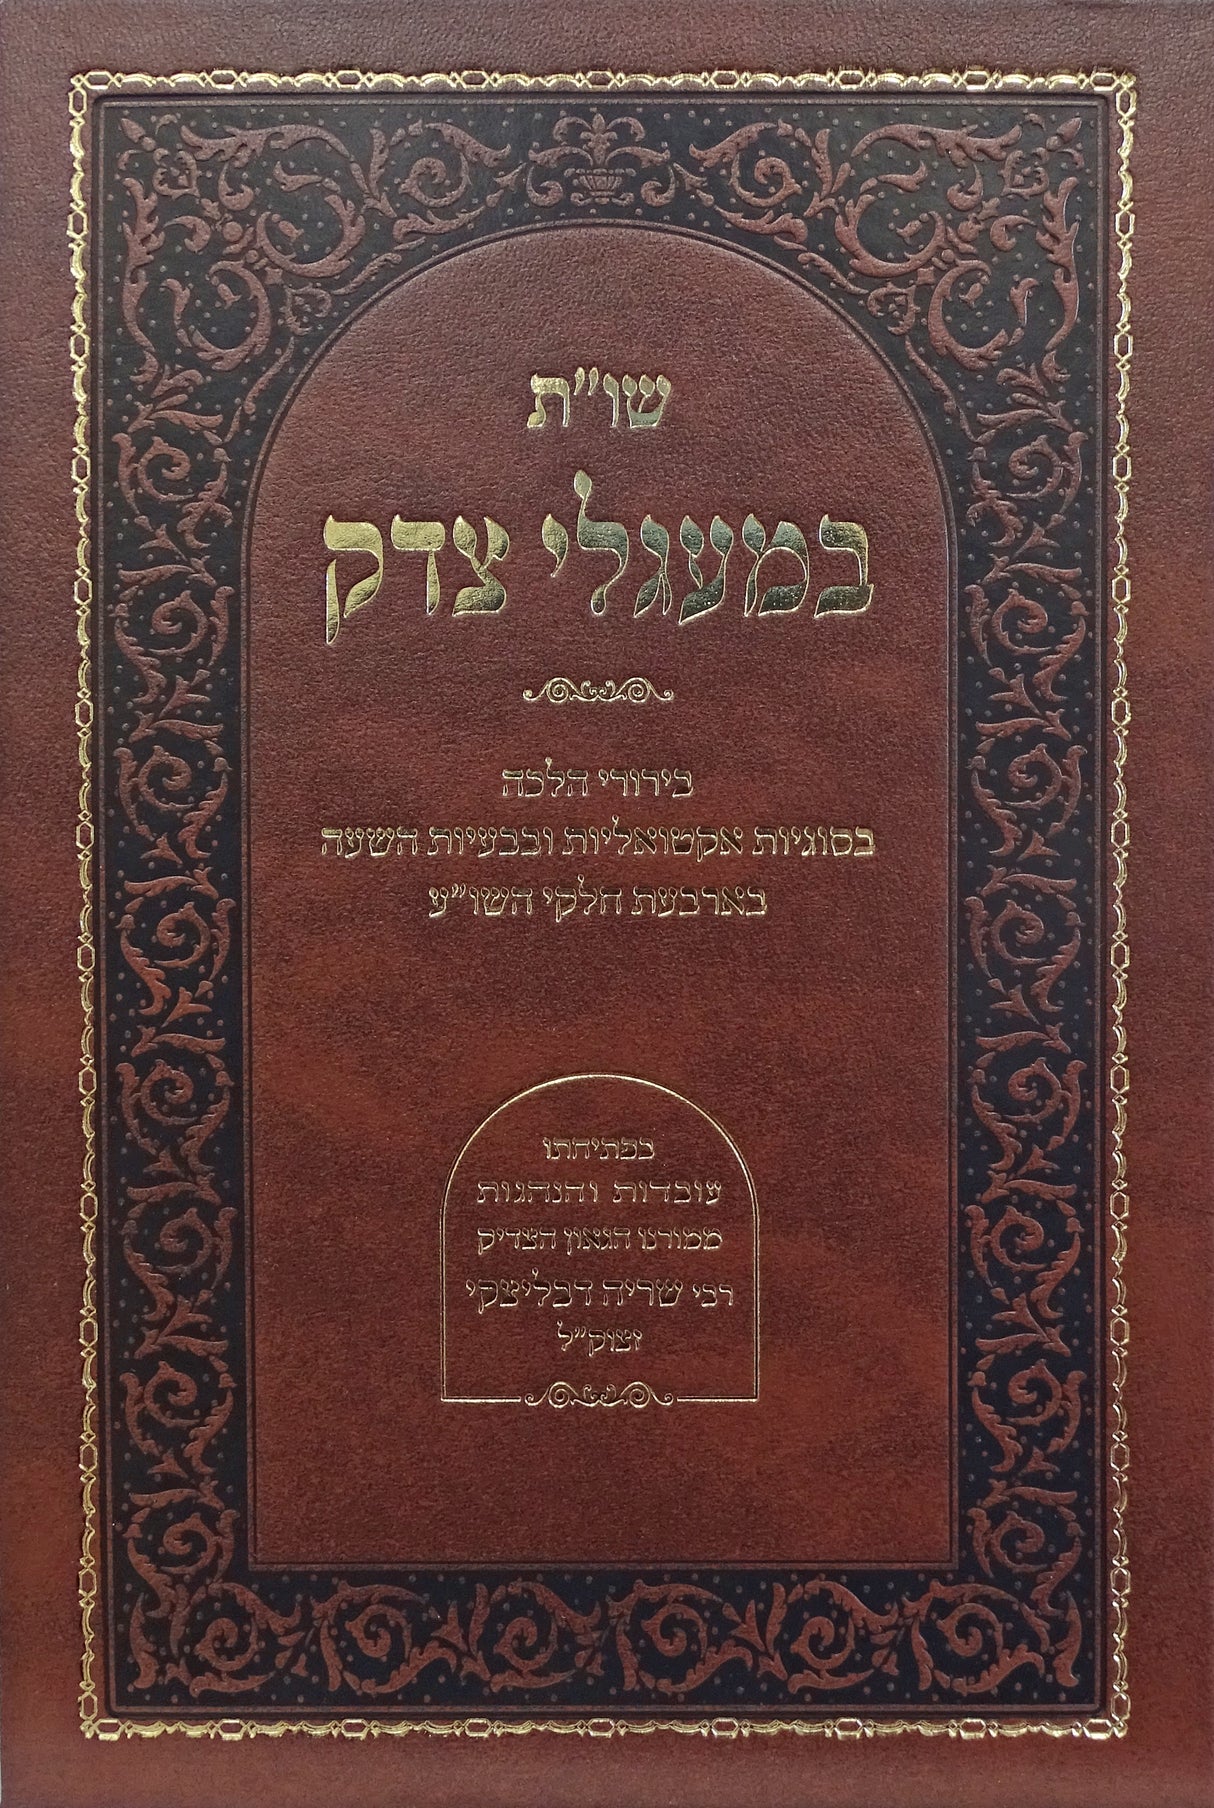 שו"ת
במעגלי צדק
בירורי הלכה
בסוגיות אקטואליות ובבעיות השעה
בארבעת חלקי השו"ע
בפתיחתו
עובדות והנהגות
ממורנו הגאון הצדיק
רבי שריה דבליצקי
זצוק"ל